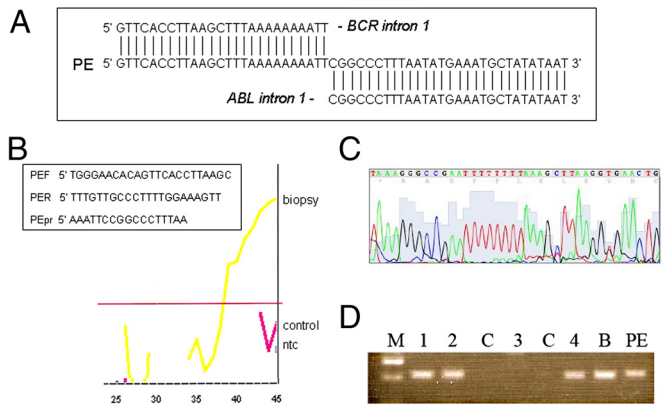 A
5' GTTCACCTTAAGCTTTAAAAAAAATT - BCR intron 1
PE 5' GTTCACCTTAAGCTTTAAAAAAAATTCGGCCCTTTAATATGAAATGCTATATAAT 3'
ABL intron 1 - CGGCCCTTTAATATGAAATGCTATATAAT 3'
B
PEF 5' TGGGAACACAGTTCACCTTAAGC
PER 5' TTTGTTGCCCTTTTGGAAAGTT
PEpr 5' AAATTCCGGCCCTTTAA
biopsy
control
ntc
25 30 35 40 45
C
TAAAGGGCCGAATTTTTTTTAAAGCTTAAGGTGAACTG
D
M 1 2 C 3 C 4 B PE